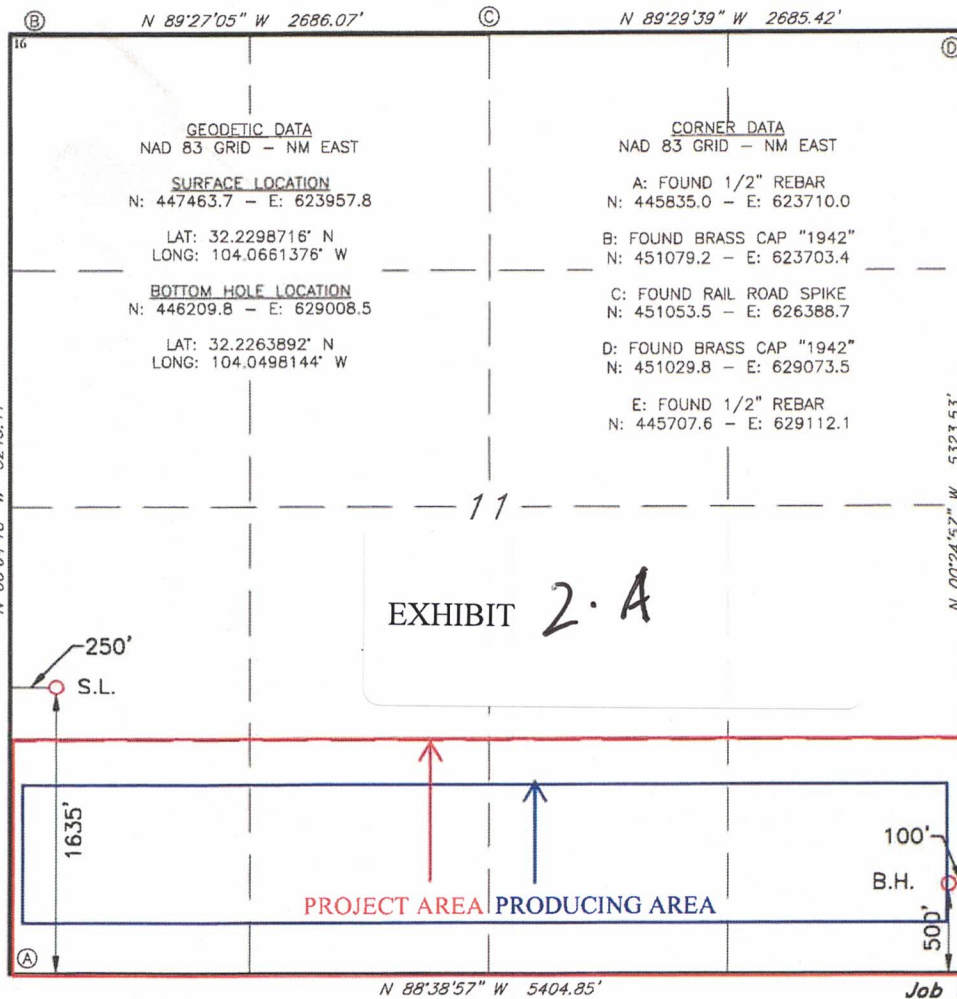 B N 89°27'05" W 2686.07' C N 89°29'39" W 2685.42'
16 D
GEODETIC DATA
NAD 83 GRID – NM EAST
SURFACE LOCATION
N: 447463.7 – E: 623957.8
LAT: 32.2298716° N
LONG: 104.0661376° W
BOTTOM HOLE LOCATION
N: 446209.8 – E: 629008.5
LAT: 32.2263892° N
LONG: 104.0498144° W
CORNER DATA
NAD 83 GRID – NM EAST
A: FOUND 1/2" REBAR
N: 445835.0 – E: 623710.0
B: FOUND BRASS CAP "1942"
N: 451079.2 – E: 623703.4
C: FOUND RAIL ROAD SPIKE
N: 451053.5 – E: 626388.7
D: FOUND BRASS CAP "1942"
N: 451029.8 – E: 629073.5
E: FOUND 1/2" REBAR
N: 445707.6 – E: 629112.1
N 00°24'57" W 5323.53'
11
EXHIBIT 2.A
250'
S.L.
1635'
100'
B.H.
500'
PROJECT AREA PRODUCING AREA
A
N 88°38'57" W 5404.85'
Job